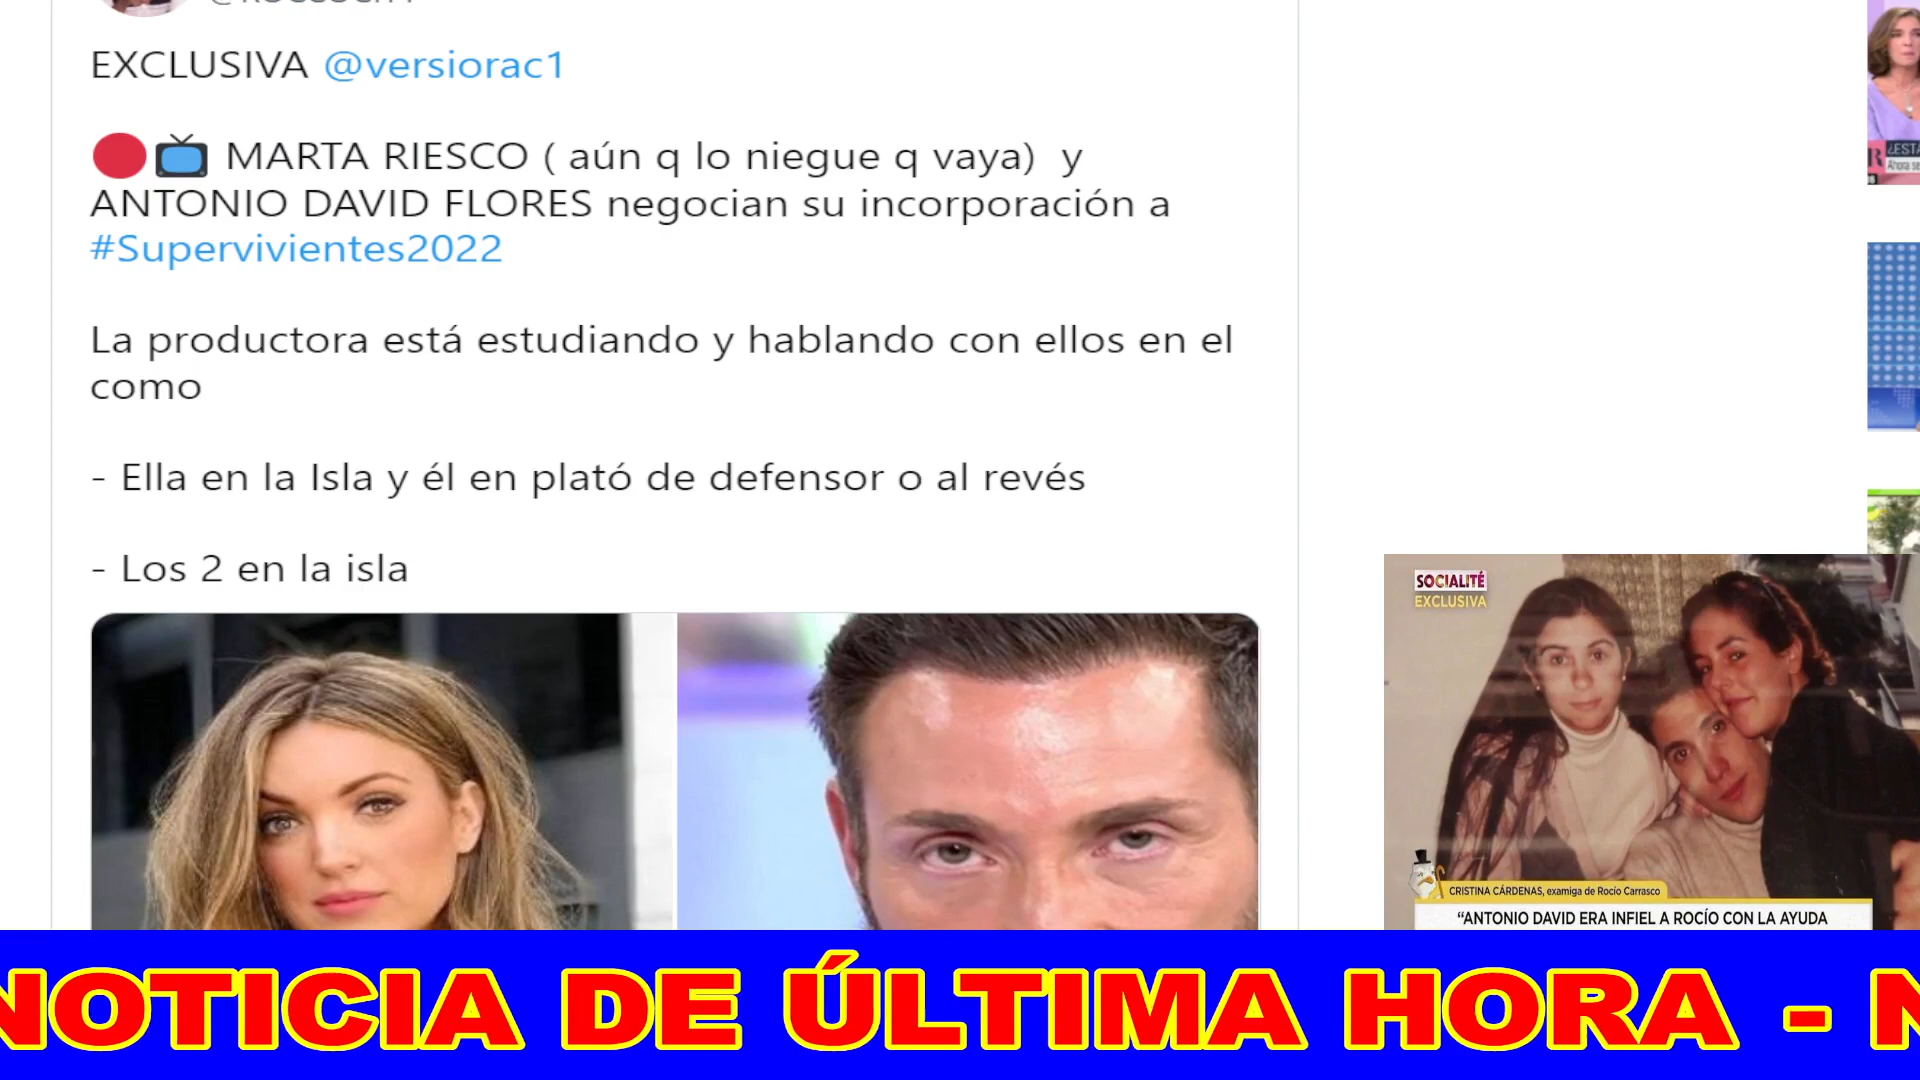 EXCLUSIVA @versiorac1
MARTA RIESCO ( aún q lo niegue q vaya) y
ANTONIO DAVID FLORES negocian su incorporación a
#Supervivientes2022
La productora está estudiando y hablando con ellos en el
como
- Ella en la Isla y él en plató de defensor o al revés
- Los 2 en la isla
¿ESTÁ
Ahora se
SOCIALITÉ
EXCLUSIVA
CRISTINA CÁRDENAS, examiga de Rocío Carrasco
“ANTONIO DAVID ERA INFIEL A ROCÍO CON LA AYUDA
NOTICIA DE ÚLTIMA HORA - N